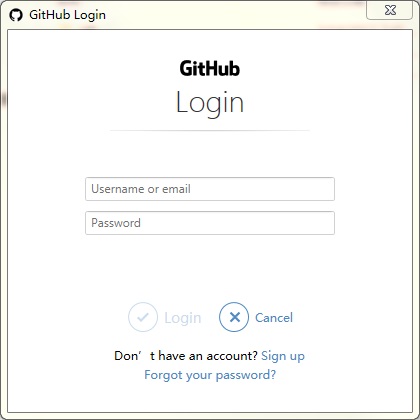 GitHub Login
GitHub
Login
Username or email
Password
Login
Cancel
Don’t have an account? Sign up
Forgot your password?